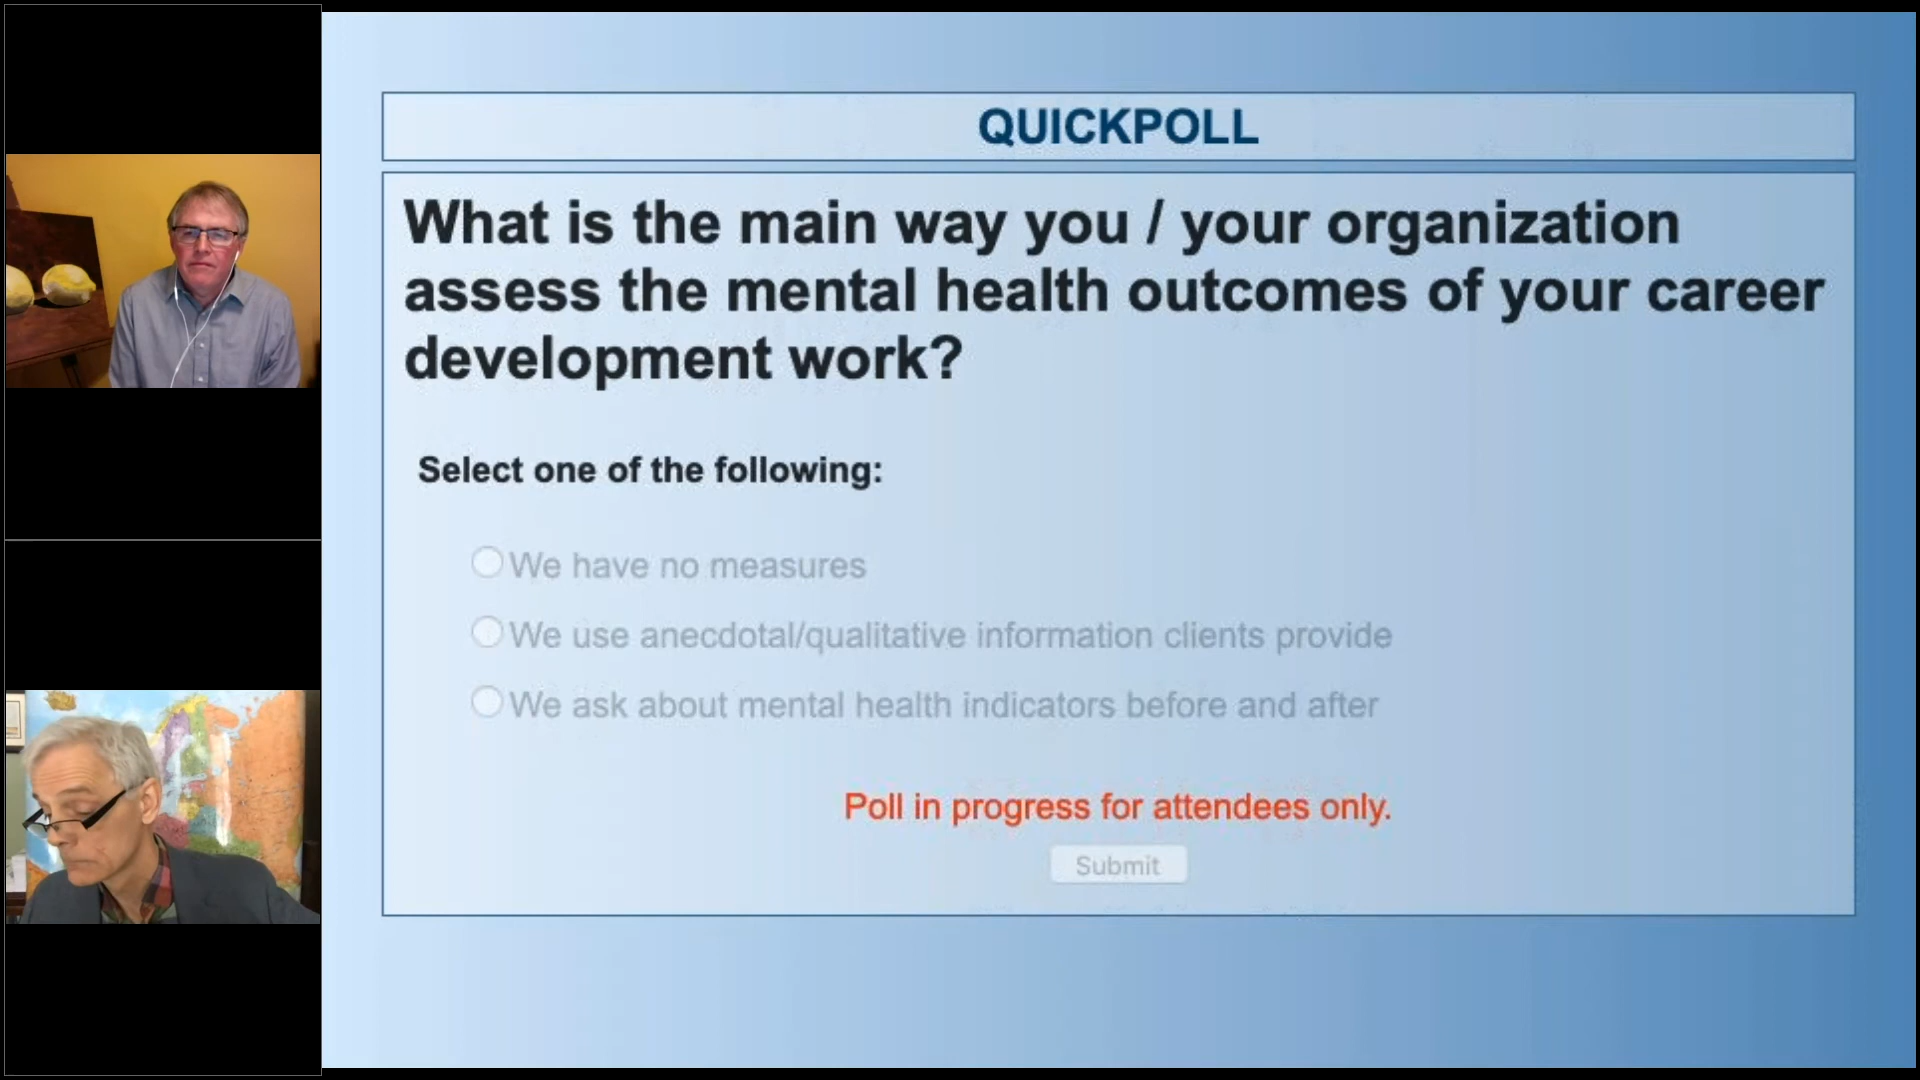 QUICKPOLL
What is the main way you / your organization
assess the mental health outcomes of your career
development work?
Select one of the following:
We have no measures
We use anecdotal/qualitative information clients provide
We ask about mental health indicators before and after
Poll in progress for attendees only.
Submit